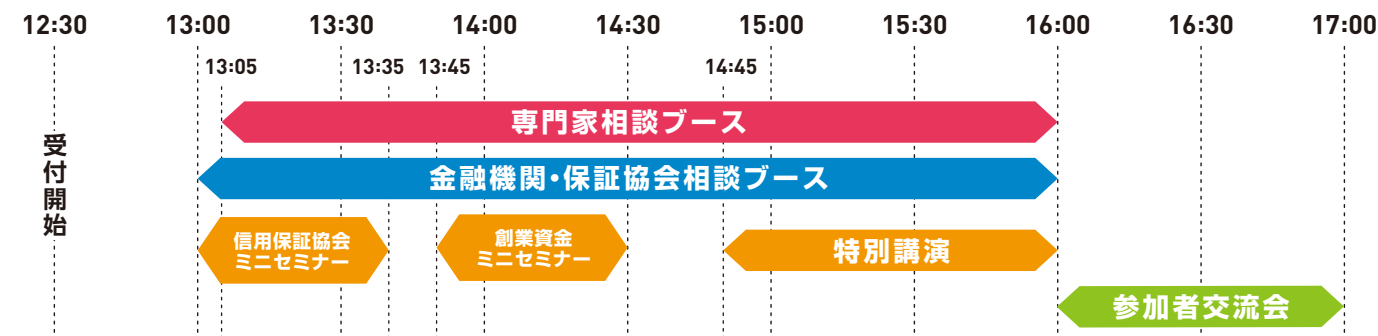 12:30 13:00 13:30 14:00 14:30 15:00 15:30 16:00 16:30 17:00
13:05 13:35 13:45 14:45
受付開始
専門家相談ブース
金融機関・保証協会相談ブース
信用保証協会
ミニセミナー
創業資金
ミニセミナー
特別講演
参加者交流会